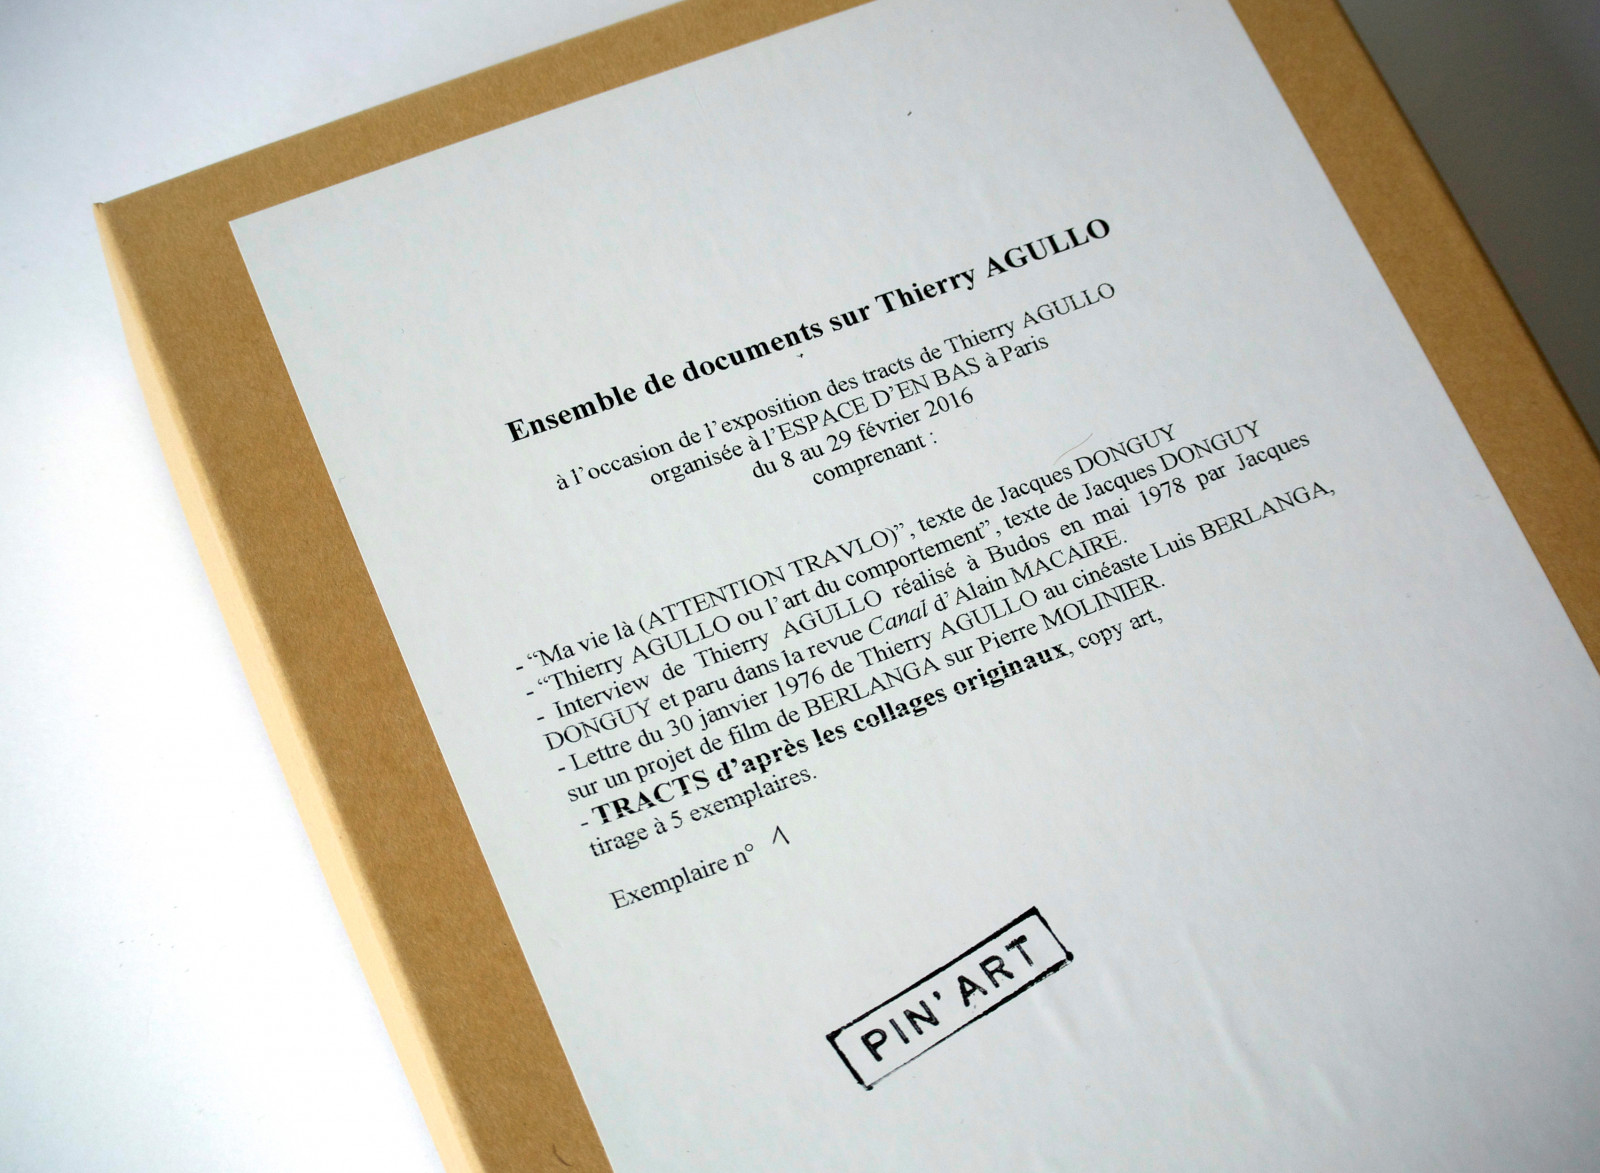 Ensemble de documents sur Thierry AGULLO
à l'occasion de l'exposition des tracts de Thierry AGULLO
organisée à l'ESPACE D'EN BAS à Paris
du 8 au 29 février 2016
comprenant :
- “Ma vie là (ATTENTION TRAVLO)”, texte de Jacques DONGUY
- “Thierry AGULLO ou l'art du comportement”, texte de Jacques DONGUY
- Interview de Thierry AGULLO réalisé à Budos en mai 1978 par Jacques
DONGUY et paru dans la revue Canal d'Alain MACAIRE.
- Lettre du 30 janvier 1976 de Thierry AGULLO au cinéaste Luis BERLANGA,
sur un projet de film de BERLANGA sur Pierre MOLINIER.
- TRACTS d'après les collages originaux, copy art,
tirage à 5 exemplaires.
Exemplaire n° 1
PIN'ART